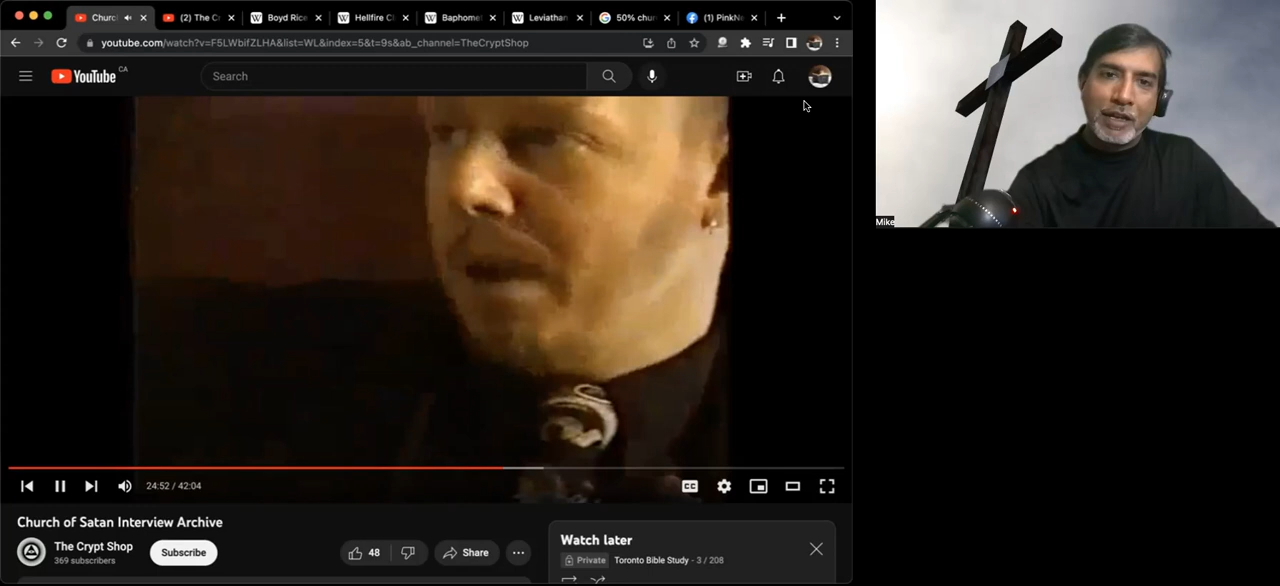 Churc
(2) The C
Boyd Rice
Hellfire C
Baphome
Leviathan
50% chur
(1) PinkN
youtube.com/watch?v=F5LWbifZLHA&list=WL&index=5&t=9s&ab_channel=TheCryptShop
YouTube CA
Search
24:52 / 42:04
CC
Church of Satan Interview Archive
The Crypt Shop
369 subscribers
Subscribe
48
Share
Watch later
Private Toronto Bible Study - 3 / 208
Mike